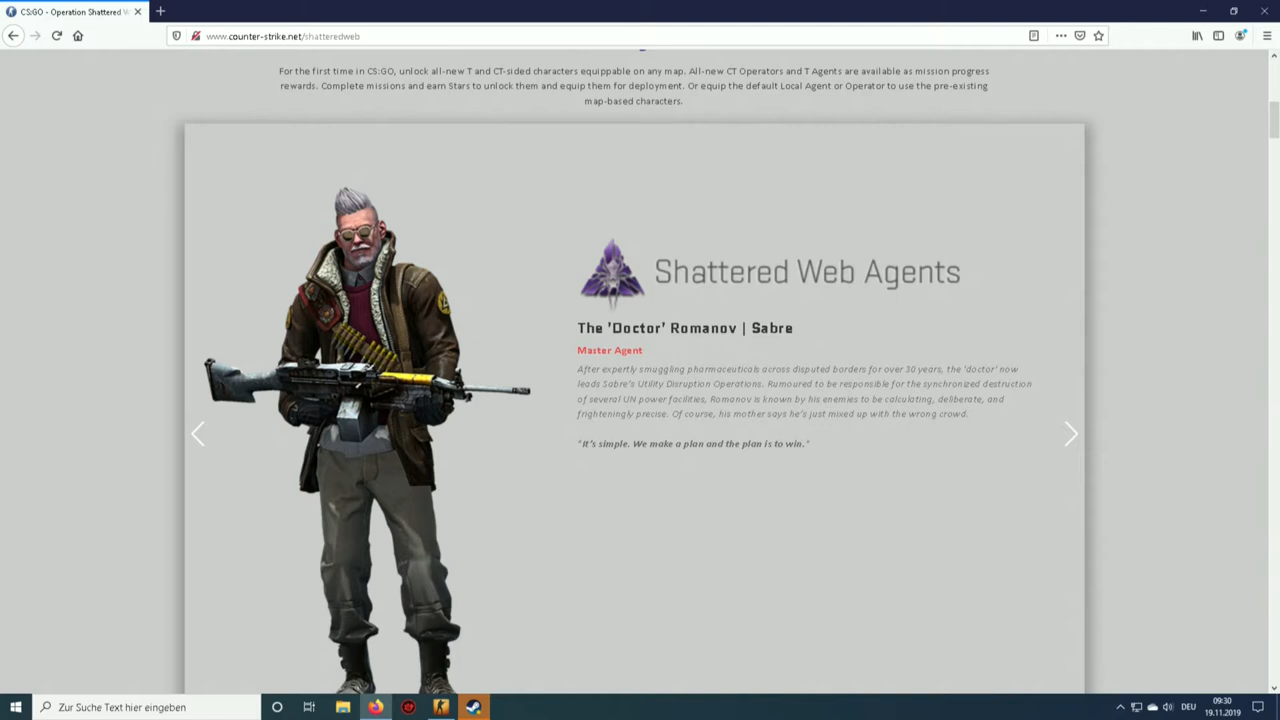 CS:GO - Operation Shattered W
www.counter-strike.net/shatteredweb
For the first time in CS:GO, unlock all-new T and CT-sided characters equippable on any map. All-new CT Operators and T Agents are available as mission progress
rewards. Complete missions and earn Stars to unlock them and equip them for deployment. Or equip the default Local Agent or Operator to use the pre-existing
map-based characters.
Shattered Web Agents
The 'Doctor' Romanov | Sabre
Master Agent
After expertly smuggling pharmaceuticals across disputed borders for over 30 years, the 'doctor' now
leads Sabre's Utility Disruption Operations. Rumoured to be responsible for the synchronized destruction
of several UN power facilities, Romanov is known by his enemies to be calculating, deliberate, and
frighteningly precise. Of course, his mother says he's just mixed up with the wrong crowd.
"It's simple. We make a plan and the plan is to win."
Zur Suche Text hier eingeben
DEU
09:30
19.11.2019